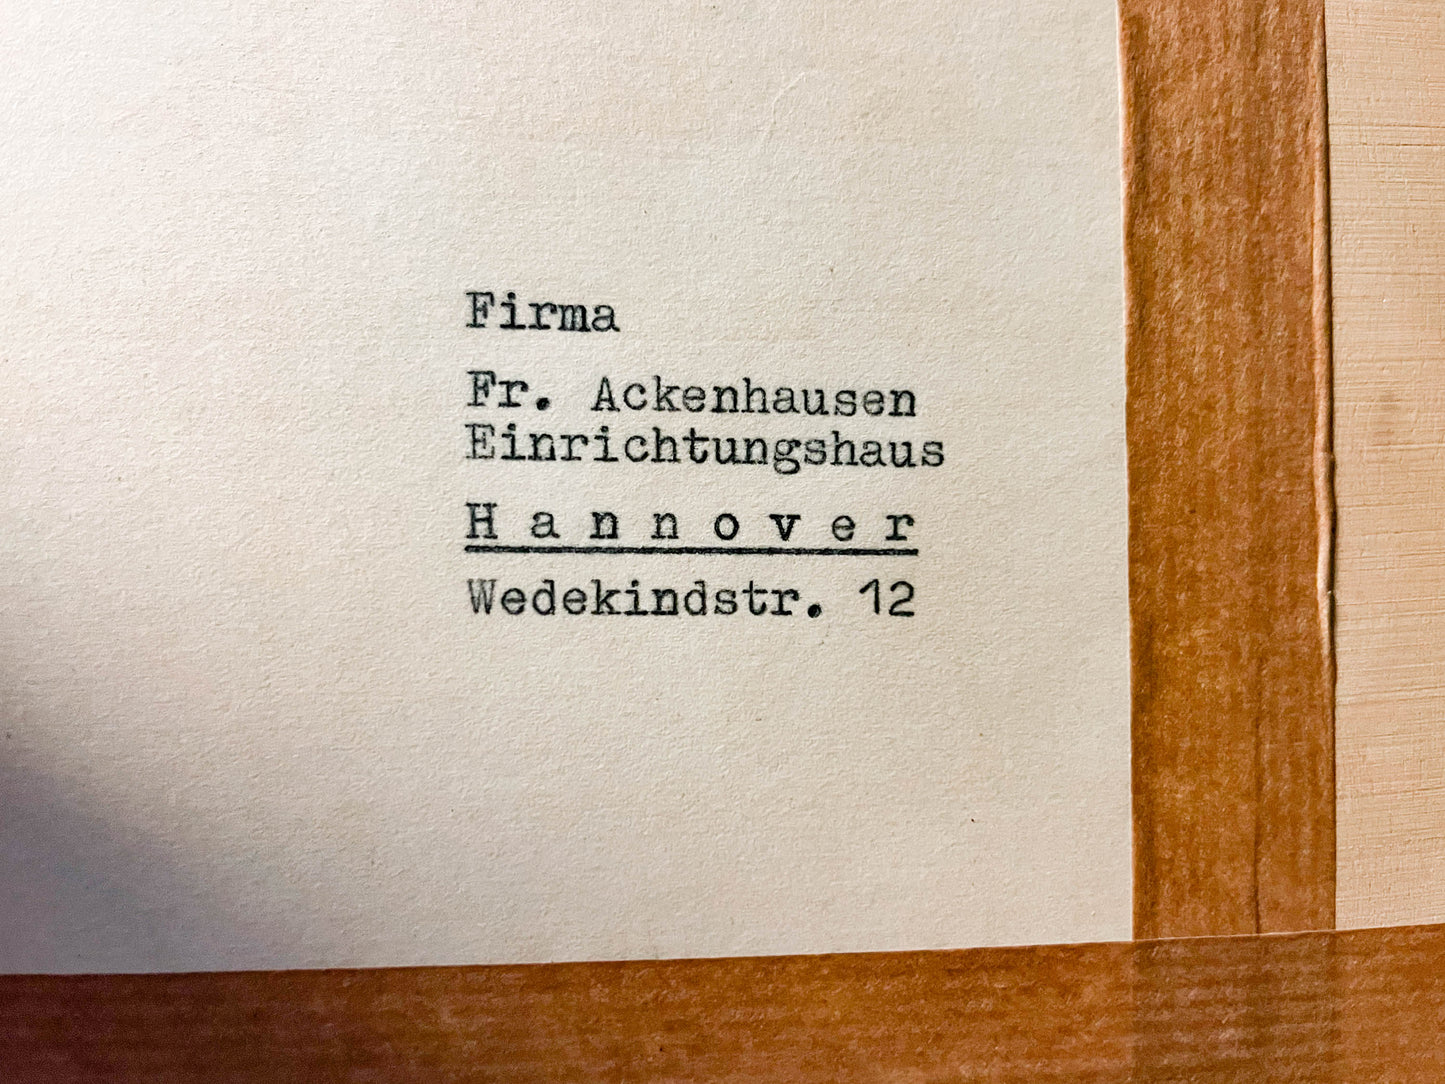 Firma
Fr. Ackenhausen
Einrichtungshaus
H a n n o v e r
Wedekindstr. 12